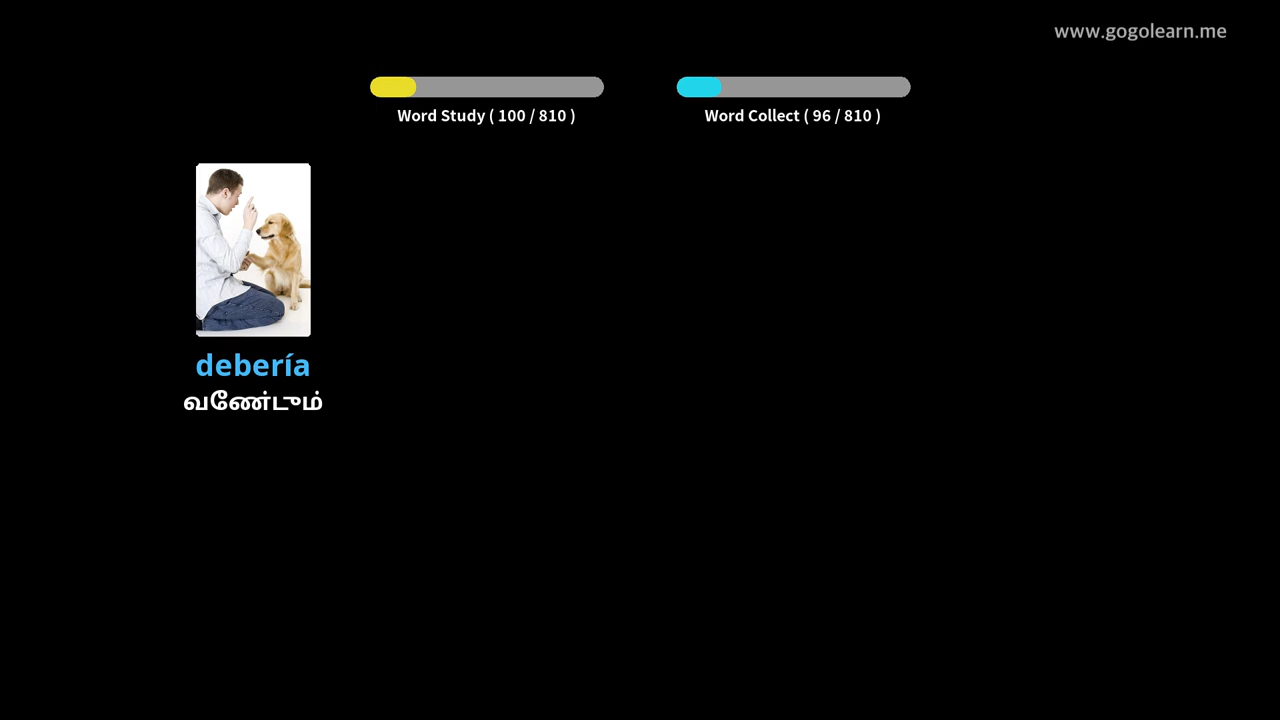 www.gogolearn.me
Word Study ( 100 / 810 )
Word Collect ( 96 / 810 )
debería
வேண்டும்